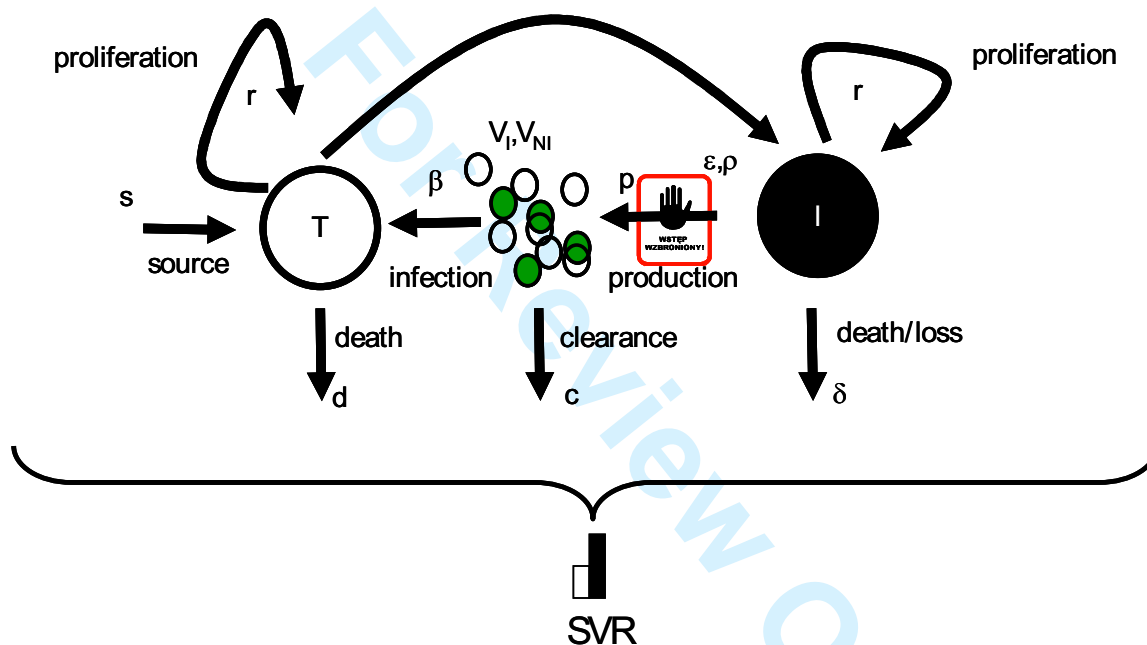 proliferation
r
proliferation
r
V_I,V_NI
ε,ρ
β
p
s
T
I
WSTĘP
WZBRONIONY!
source
infection
production
death
clearance
death/loss
d
c
δ
For Review O
SVR